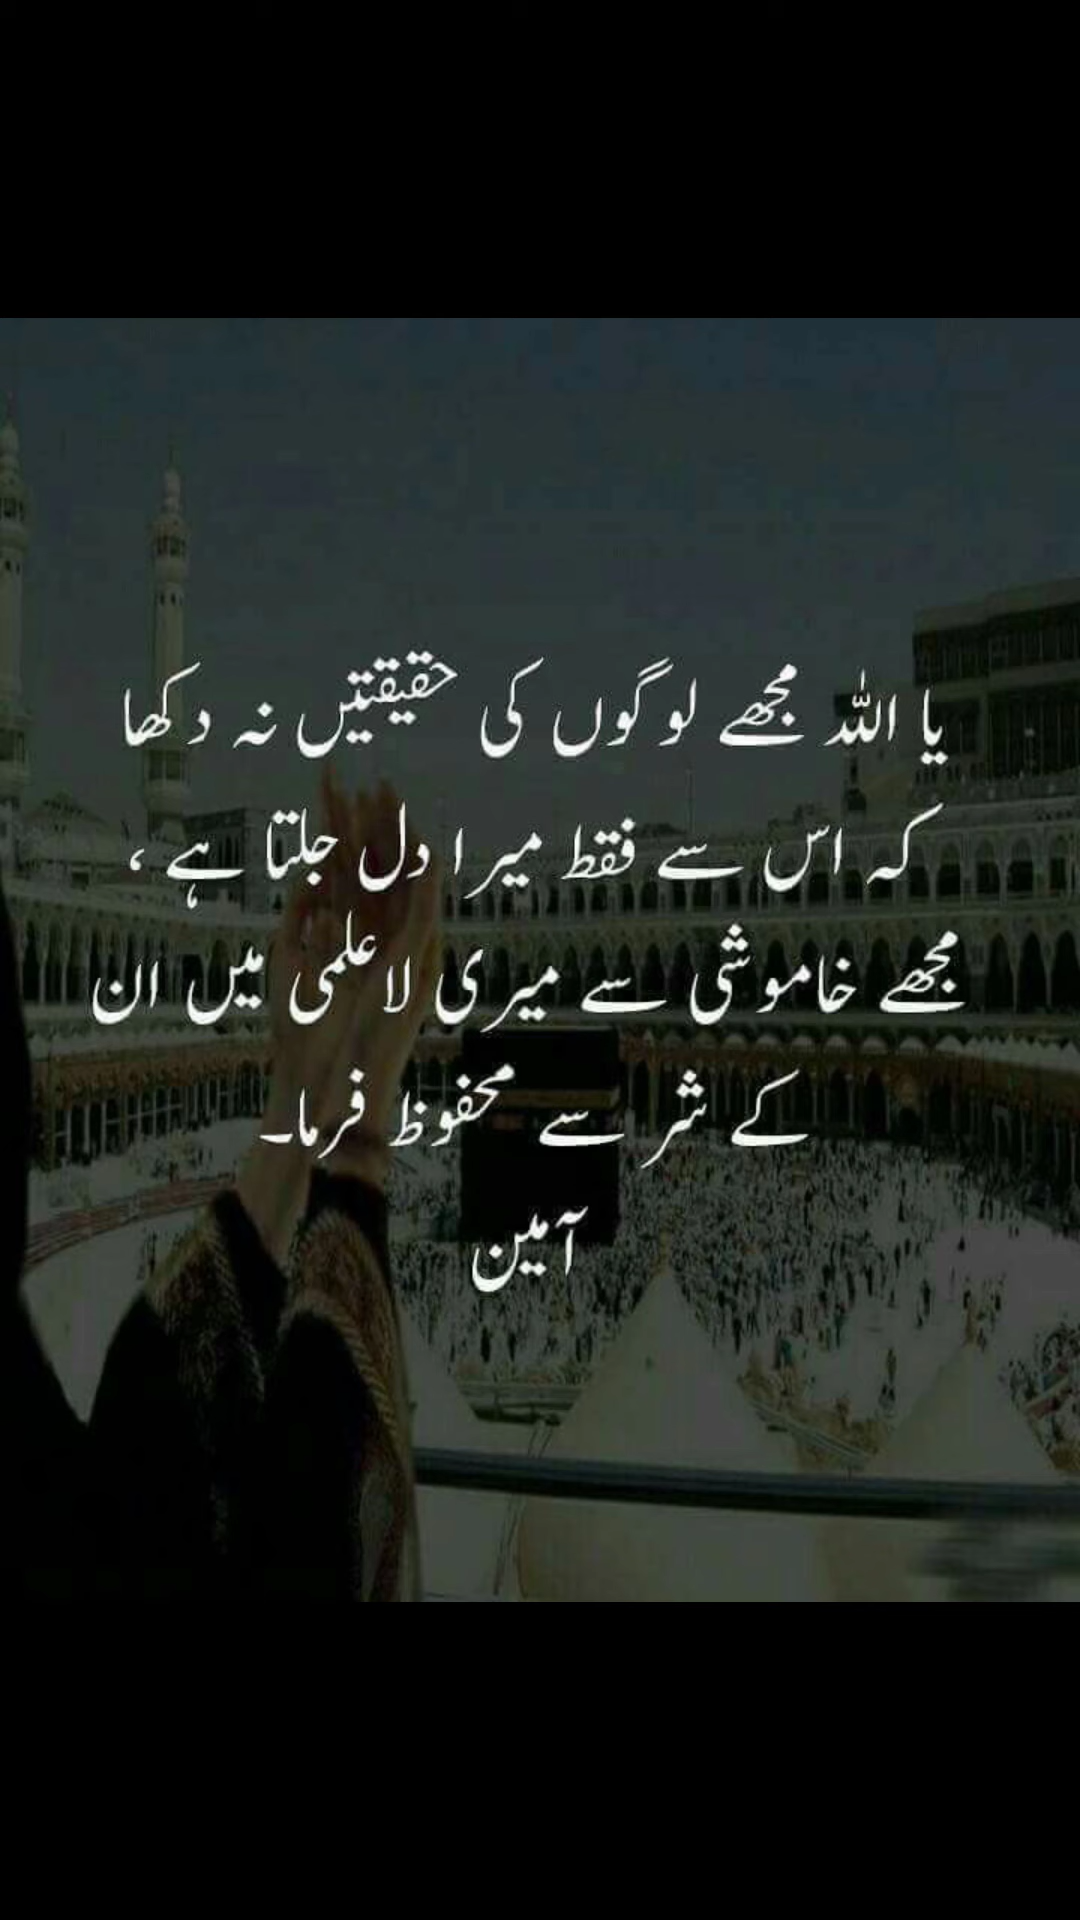 یا اللہ مجھے لوگوں کی حقیقتیں نہ دکھا
کہ اس سے فقط میرا دل جلتا ہے ،
مجھے خاموشی سے میری لاعلمی میں ان
کے شر سے محفوظ فرما۔
آمین